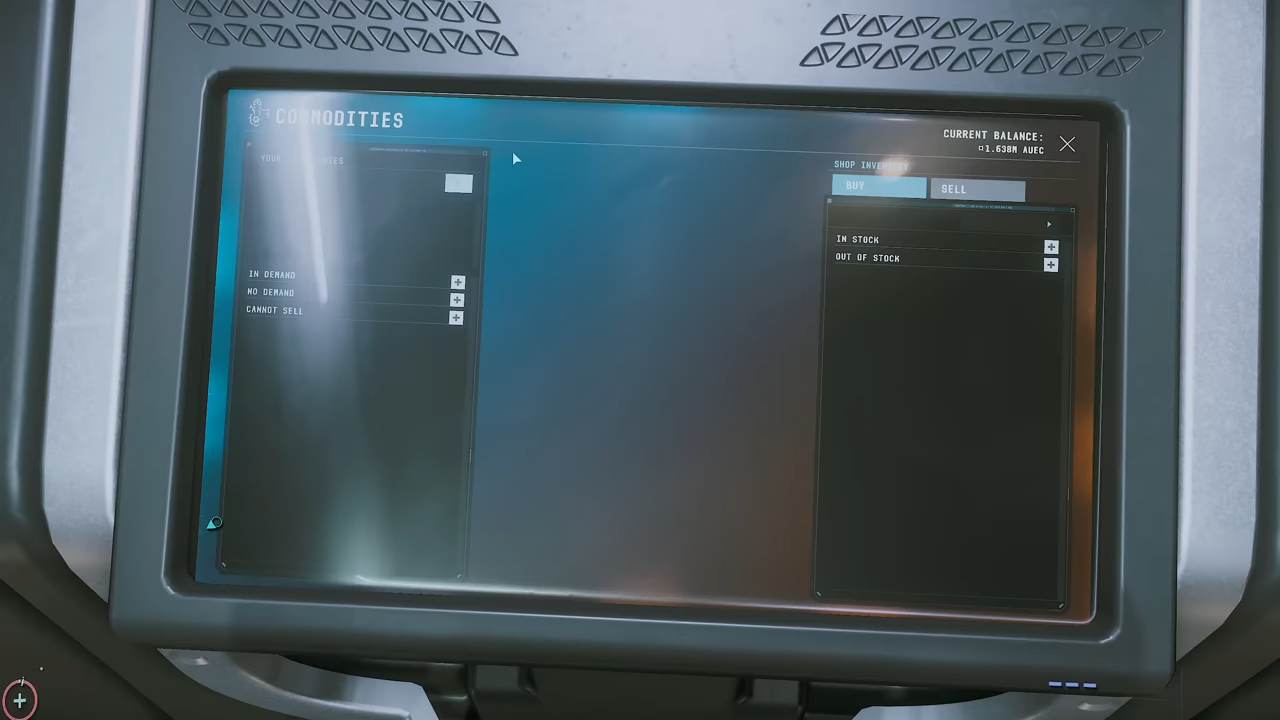 COMMODITIES
CURRENT BALANCE:
¤1.638M AUEC
YOUR
IN DEMAND
NO DEMAND
CANNOT SELL
SHOP INVENTORY
BUY
SELL
IN STOCK
OUT OF STOCK